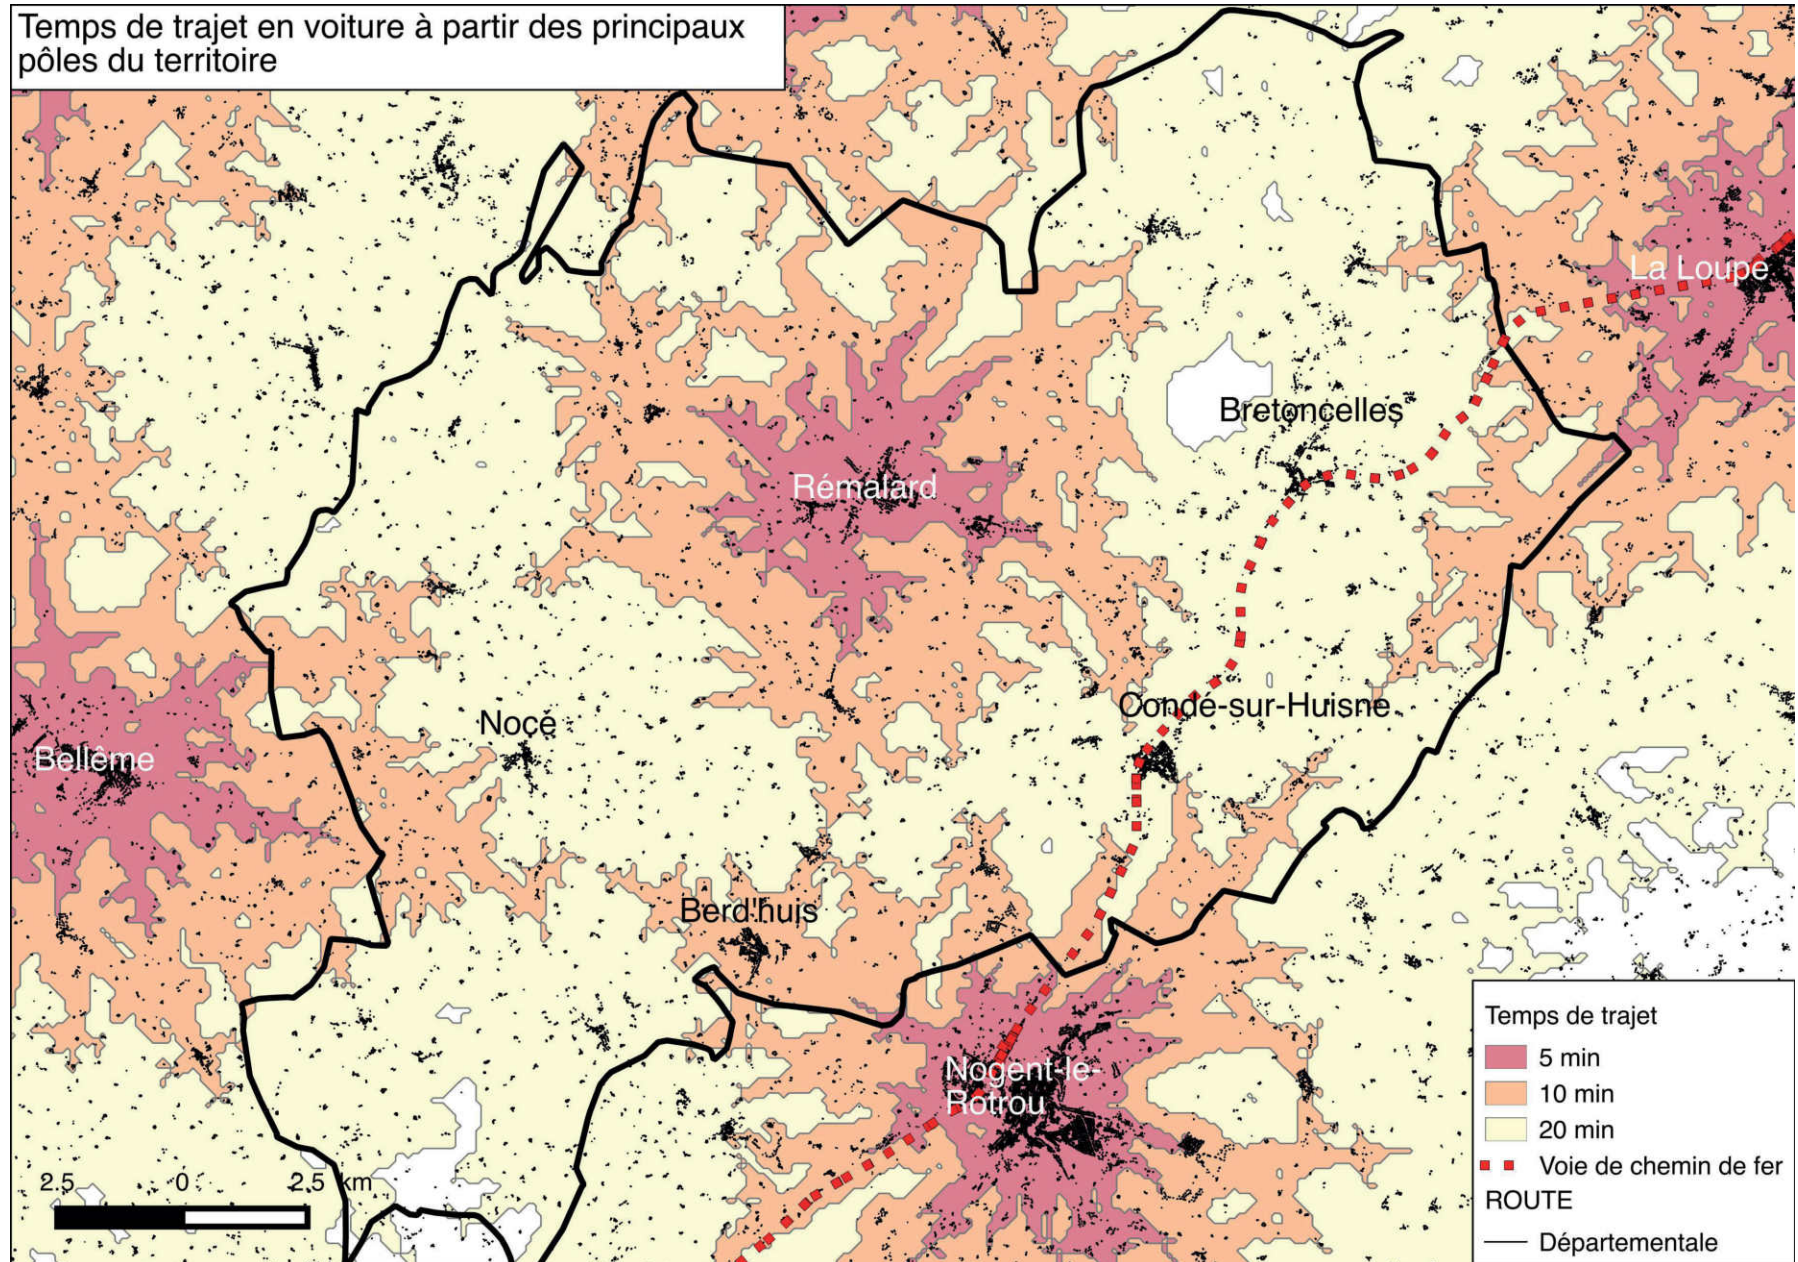 Temps de trajet en voiture à partir des principaux
pôles du territoire
La Loupe
Bretoncelles
Rémalard
Condé-sur-Huisne
Nocé
Bellême
Berd'huis
Nogent-le-
Rotrou
2.5 0 2.5 km
Temps de trajet
5 min
10 min
20 min
Voie de chemin de fer
ROUTE
Départementale